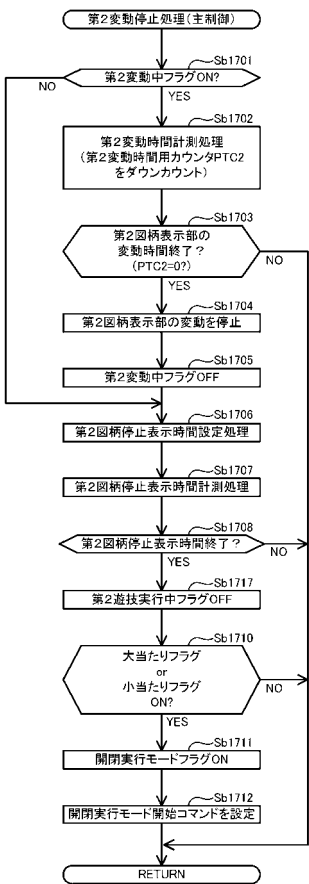 第2変動停止処理(主制御)
Sb1701
第2変動中フラグON?
NO
YES
Sb1702
第2変動時間計測処理
(第2変動時間用カウンタPTC2
をダウンカウント)
Sb1703
第2図柄表示部の
変動時間終了？
(PTC2=0?)
NO
YES
Sb1704
第2図柄表示部の変動を停止
Sb1705
第2変動中フラグOFF
Sb1706
第2図柄停止表示時間設定処理
Sb1707
第2図柄停止表示時間計測処理
Sb1708
第2図柄停止表示時間終了？
NO
YES
Sb1717
第2遊技実行中フラグOFF
Sb1710
大当たりフラグ
or
小当たりフラグ
ON?
NO
YES
Sb1711
開閉実行モードフラグON
Sb1712
開閉実行モード開始コマンドを設定
RETURN